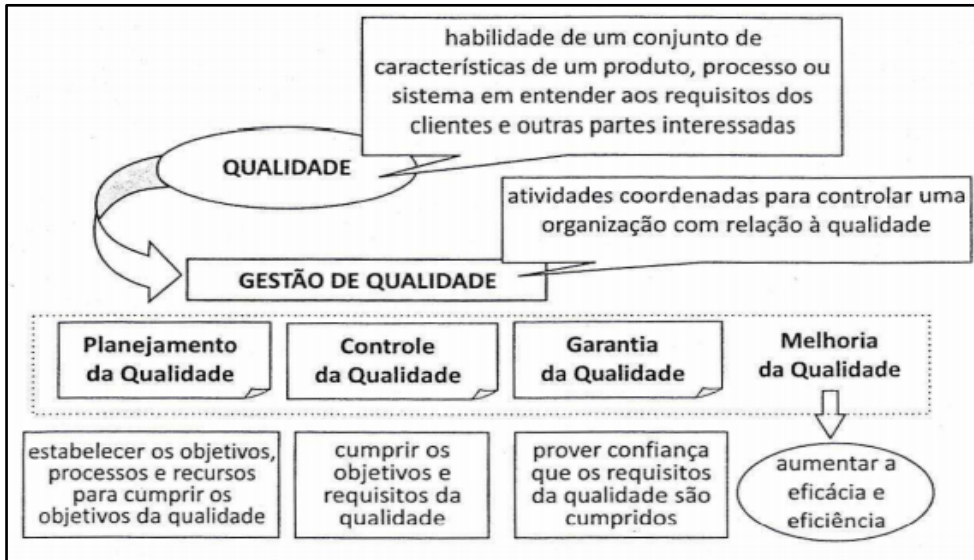 habilidade de um conjunto de
características de um produto, processo ou
sistema em entender aos requisitos dos
clientes e outras partes interessadas
QUALIDADE
atividades coordenadas para controlar uma
organização com relação à qualidade
GESTÃO DE QUALIDADE
Planejamento
da Qualidade
Controle
da Qualidade
Garantia
da Qualidade
Melhoria
da Qualidade
estabelecer os objetivos,
processos e recursos
para cumprir os
objetivos da qualidade
cumprir os
objetivos e
requisitos da
qualidade
prover confiança
que os requisitos
da qualidade são
cumpridos
aumentar a
eficácia e
eficiência